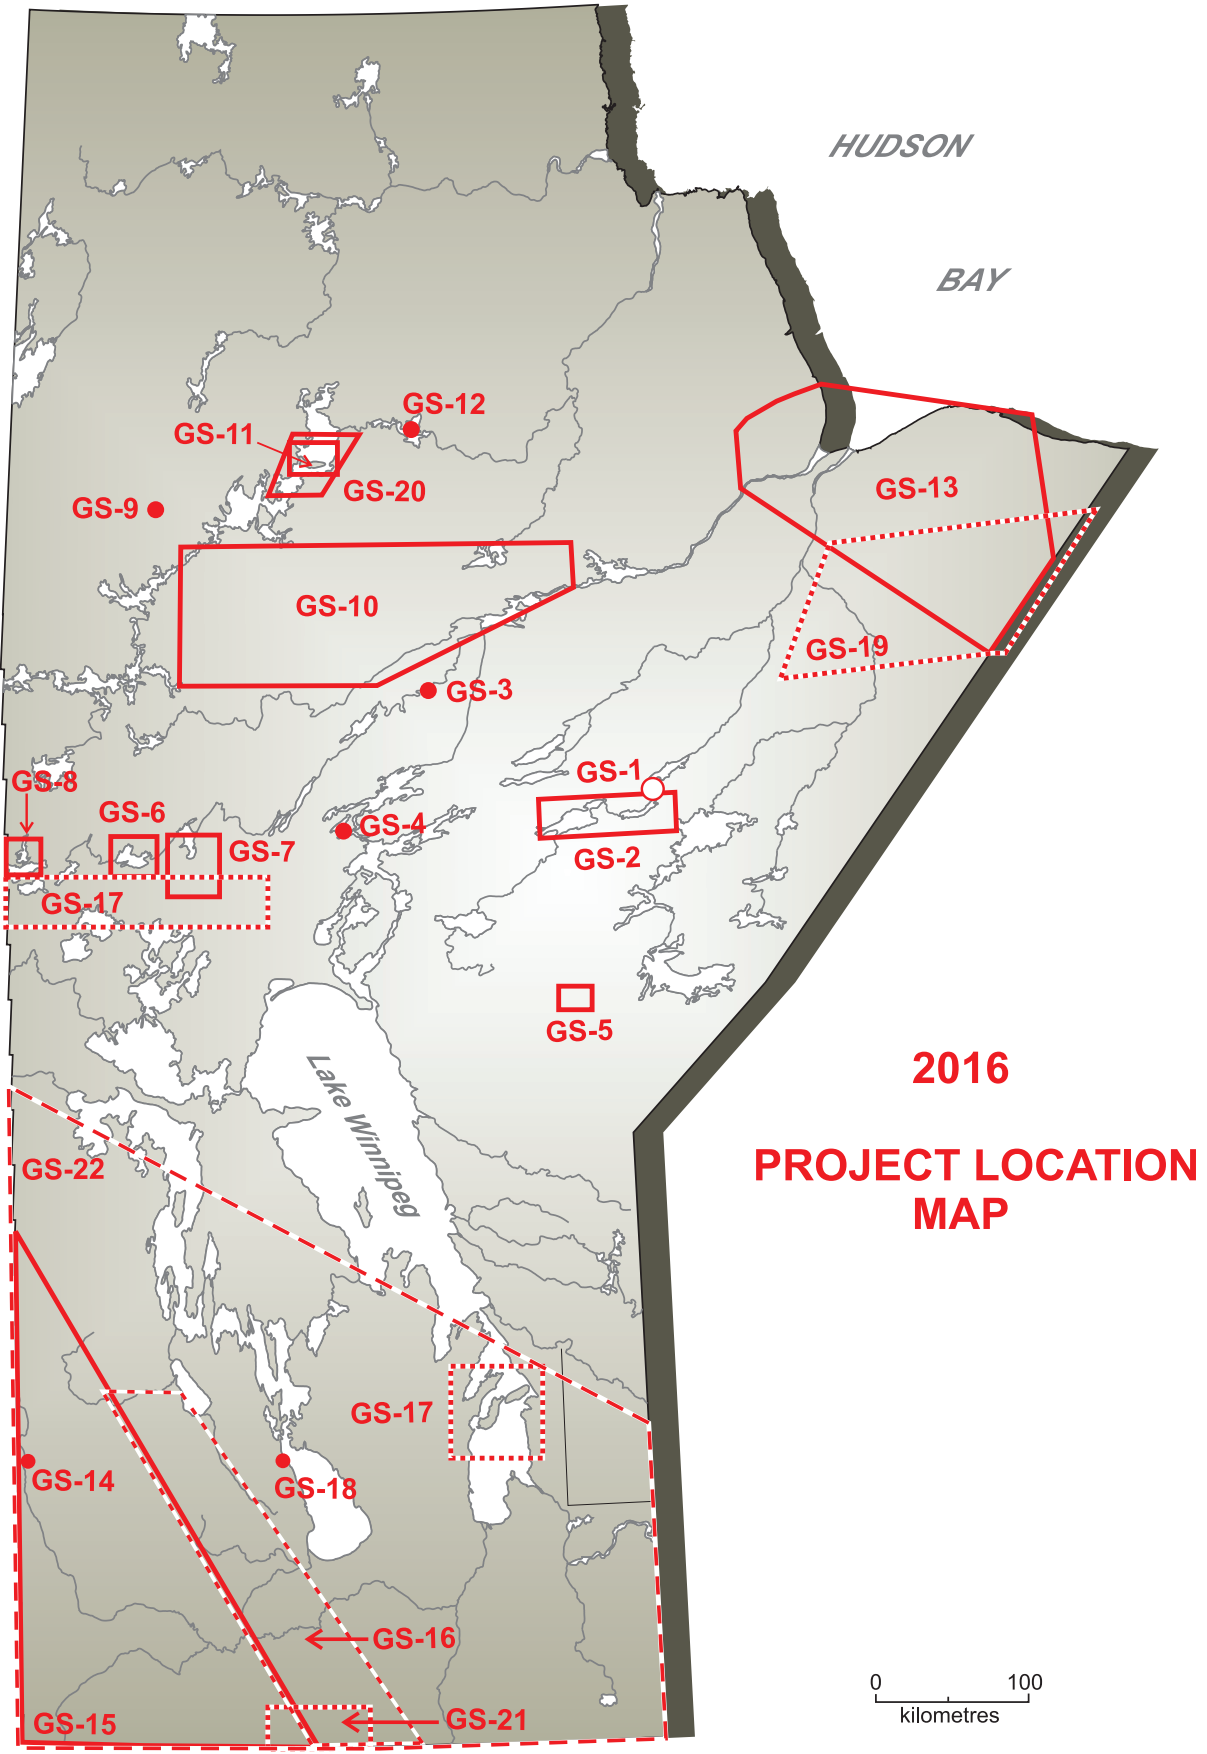 HUDSON
BAY
GS-12
GS-11
GS-20
GS-13
GS-9
GS-10
GS-19
GS-3
GS-1
GS-8
GS-6
GS-4
GS-7
GS-2
GS-17
GS-5
2016
PROJECT LOCATION
MAP
Lake Winnipeg
GS-22
GS-17
GS-14
GS-18
GS-16
GS-15
GS-21
0 100
kilometres